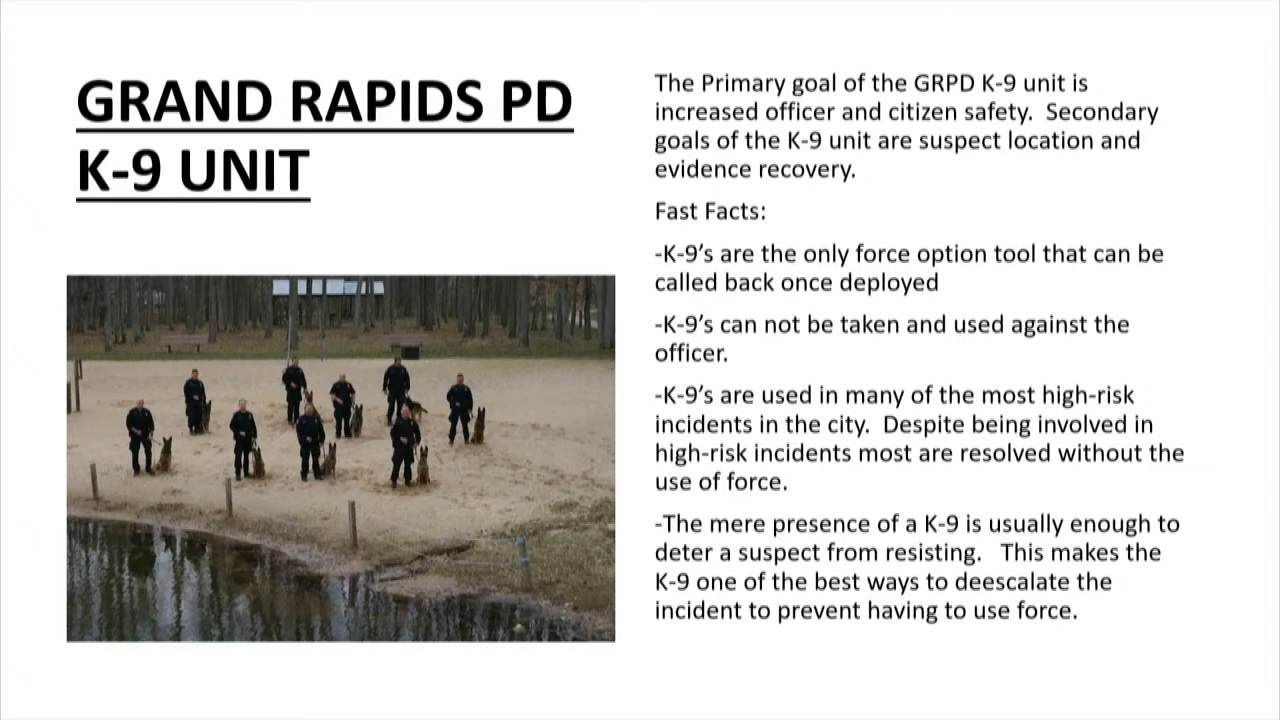 GRAND RAPIDS PD
K-9 UNIT
The Primary goal of the GRPD K-9 unit is
increased officer and citizen safety.  Secondary
goals of the K-9 unit are suspect location and
evidence recovery.
Fast Facts:
-K-9’s are the only force option tool that can be
called back once deployed
-K-9’s can not be taken and used against the
officer.
-K-9’s are used in many of the most high-risk
incidents in the city.  Despite being involved in
high-risk incidents most are resolved without the
use of force.
-The mere presence of a K-9 is usually enough to
deter a suspect from resisting.   This makes the
K-9 one of the best ways to deescalate the
incident to prevent having to use force.